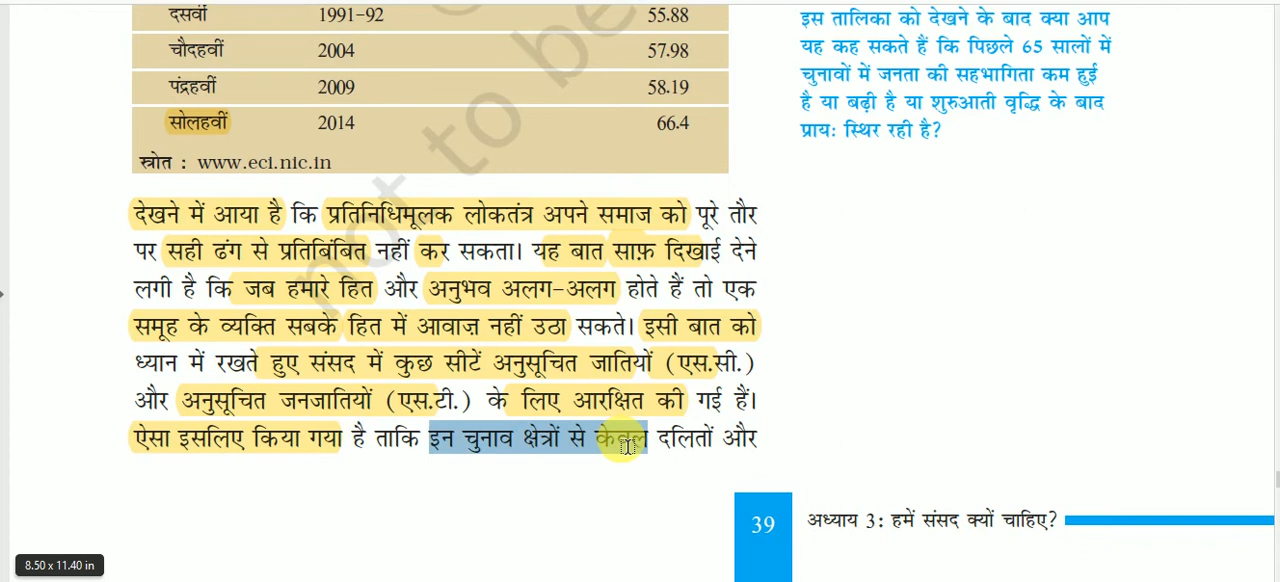 दसवीं 1991-92 55.88
चौदहवीं 2004 57.98
पंद्रहवीं 2009 58.19
सोलहवीं 2014 66.4
स्त्रोत : www.eci.nic.in
इस तालिका को देखने के बाद क्या आप
यह कह सकते हैं कि पिछले 65 सालों में
चुनावों में जनता की सहभागिता कम हुई
है या बढ़ी है या शुरुआती वृद्धि के बाद
प्रायः स्थिर रही है?
not to be
देखने में आया है कि प्रतिनिधिमूलक लोकतंत्र अपने समाज को पूरे तौर
पर सही ढंग से प्रतिबिंबित नहीं कर सकता। यह बात साफ़ दिखाई देने
लगी है कि जब हमारे हित और अनुभव अलग-अलग होते हैं तो एक
समूह के व्यक्ति सबके हित में आवाज़ नहीं उठा सकते। इसी बात को
ध्यान में रखते हुए संसद में कुछ सीटें अनुसूचित जातियों (एस.सी.)
और अनुसूचित जनजातियों (एस.टी.) के लिए आरक्षित की गई हैं।
ऐसा इसलिए किया गया है ताकि इन चुनाव क्षेत्रों से केवल दलितों और
39 अध्याय 3: हमें संसद क्यों चाहिए?
8.50 x 11.40 in